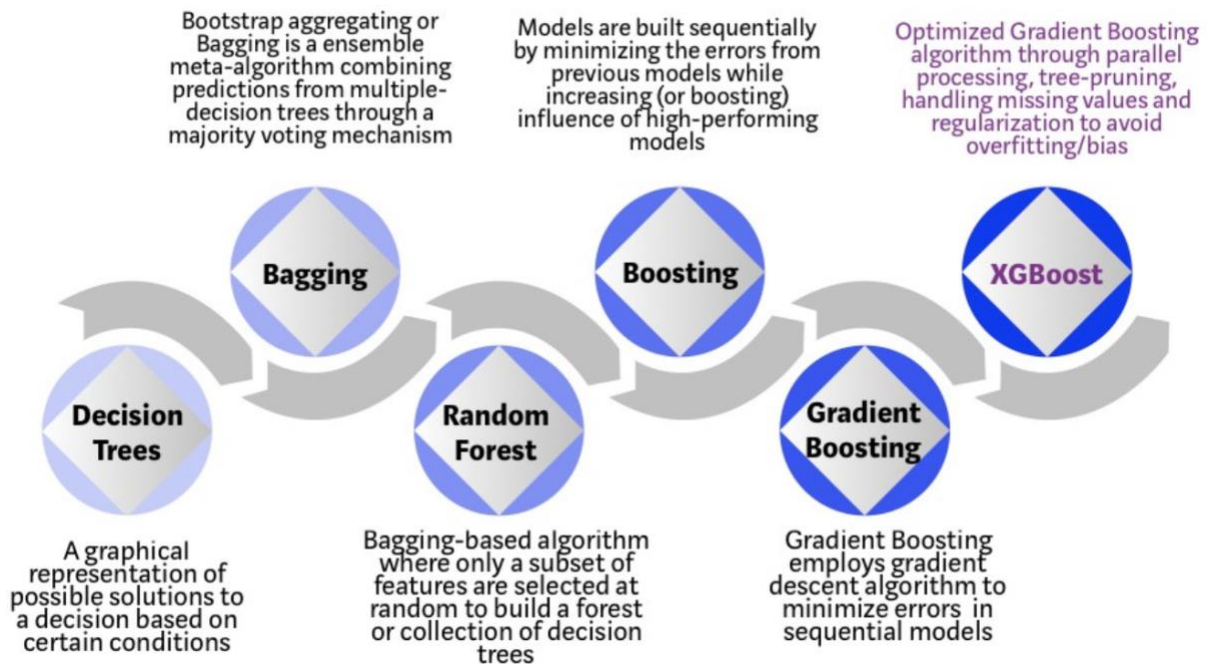 Bootstrap aggregating or
Bagging is a ensemble
meta-algorithm combining
predictions from multiple-
decision trees through a
majority voting mechanism
Models are built sequentially
by minimizing the errors from
previous models while
increasing (or boosting)
influence of high-performing
models
Optimized Gradient Boosting
algorithm through parallel
processing, tree-pruning,
handling missing values and
regularization to avoid
overfitting/bias
Bagging
Boosting
XGBoost
Decision
Trees
Random
Forest
Gradient
Boosting
A graphical
representation of
possible solutions to
a decision based on
certain conditions
Bagging-based algorithm
where only a subset of
features are selected at
random to build a forest
or collection of decision
trees
Gradient Boosting
employs gradient
descent algorithm to
minimize errors in
sequential models